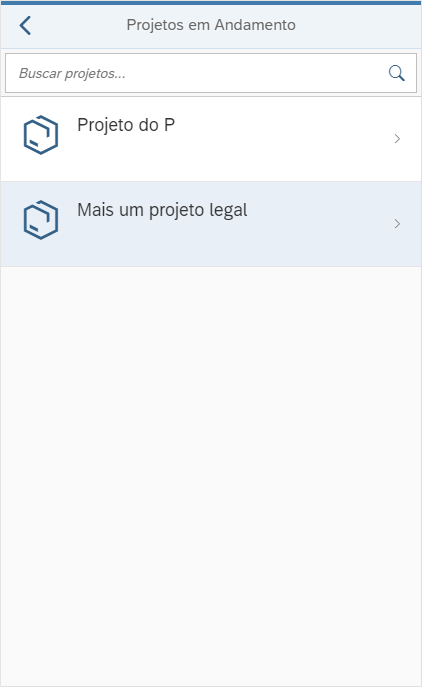 Projetos em Andamento
Buscar projetos...
Projeto do P
Mais um projeto legal